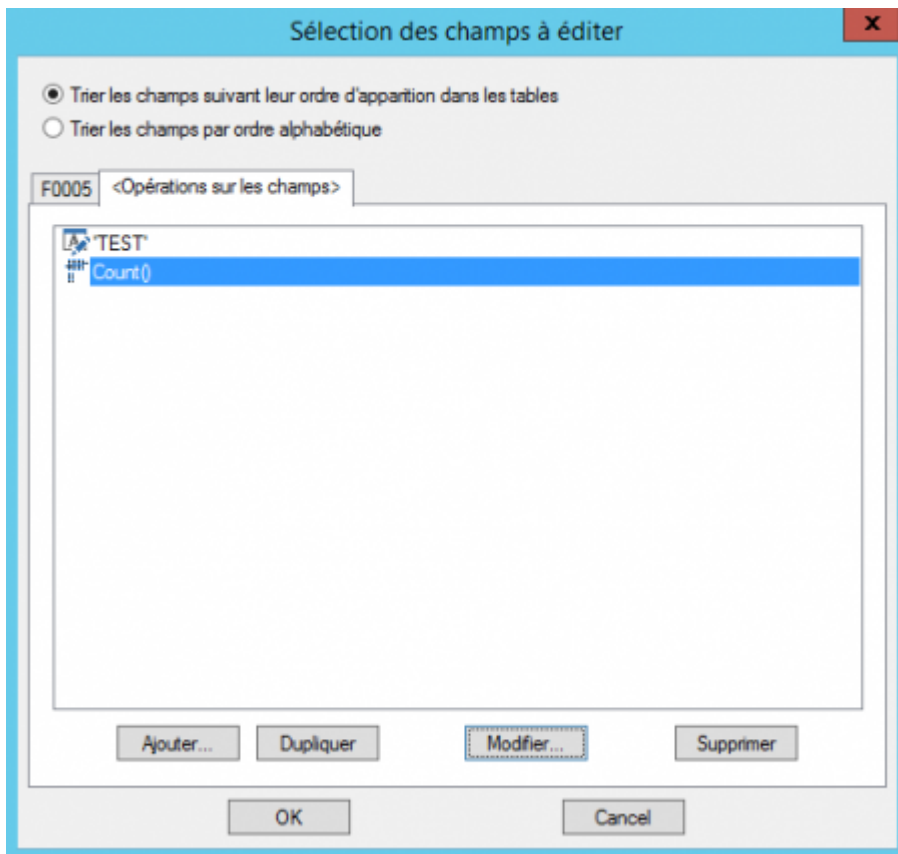 Sélection des champs à éditer
x
Trier les champs suivant leur ordre d'apparition dans les tables
Trier les champs par ordre alphabétique
F0005 <Opérations sur les champs>
'TEST'
Count()
Ajouter... Dupliquer Modifier... Supprimer
OK Cancel